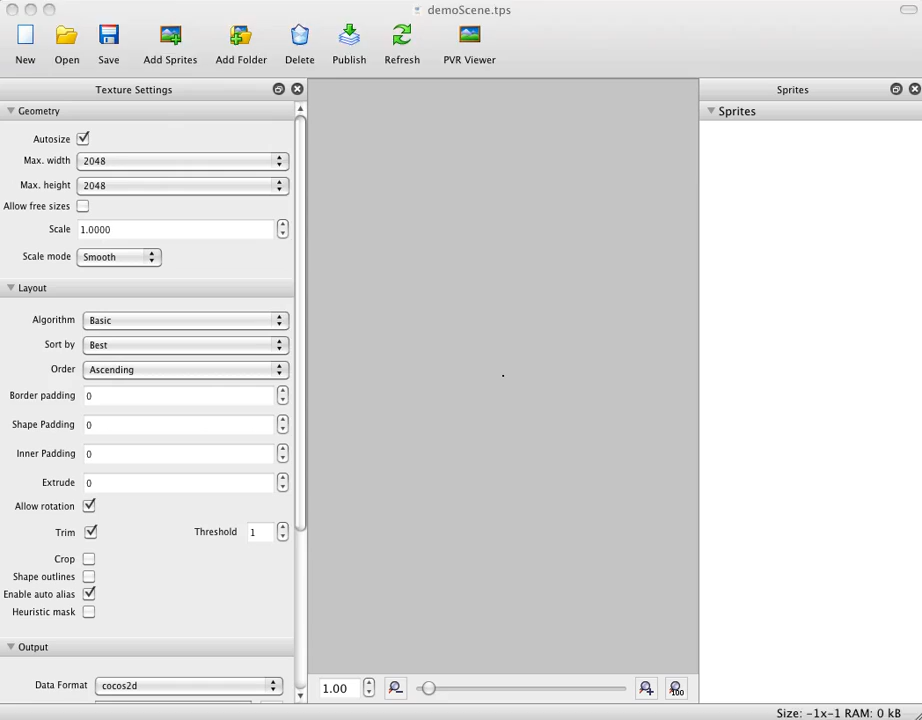 demoScene.tps
New Open Save Add Sprites Add Folder Delete Publish Refresh PVR Viewer
Texture Settings
Geometry
Autosize
Max. width 2048
Max. height 2048
Allow free sizes
Scale 1.0000
Scale mode Smooth
Layout
Algorithm Basic
Sort by Best
Order Ascending
Border padding 0
Shape Padding 0
Inner Padding 0
Extrude 0
Allow rotation
Trim Threshold 1
Crop
Shape outlines
Enable auto alias
Heuristic mask
Output
Data Format cocos2d
1.00
100
Sprites
Sprites
Size: -1x-1 RAM: 0 kB